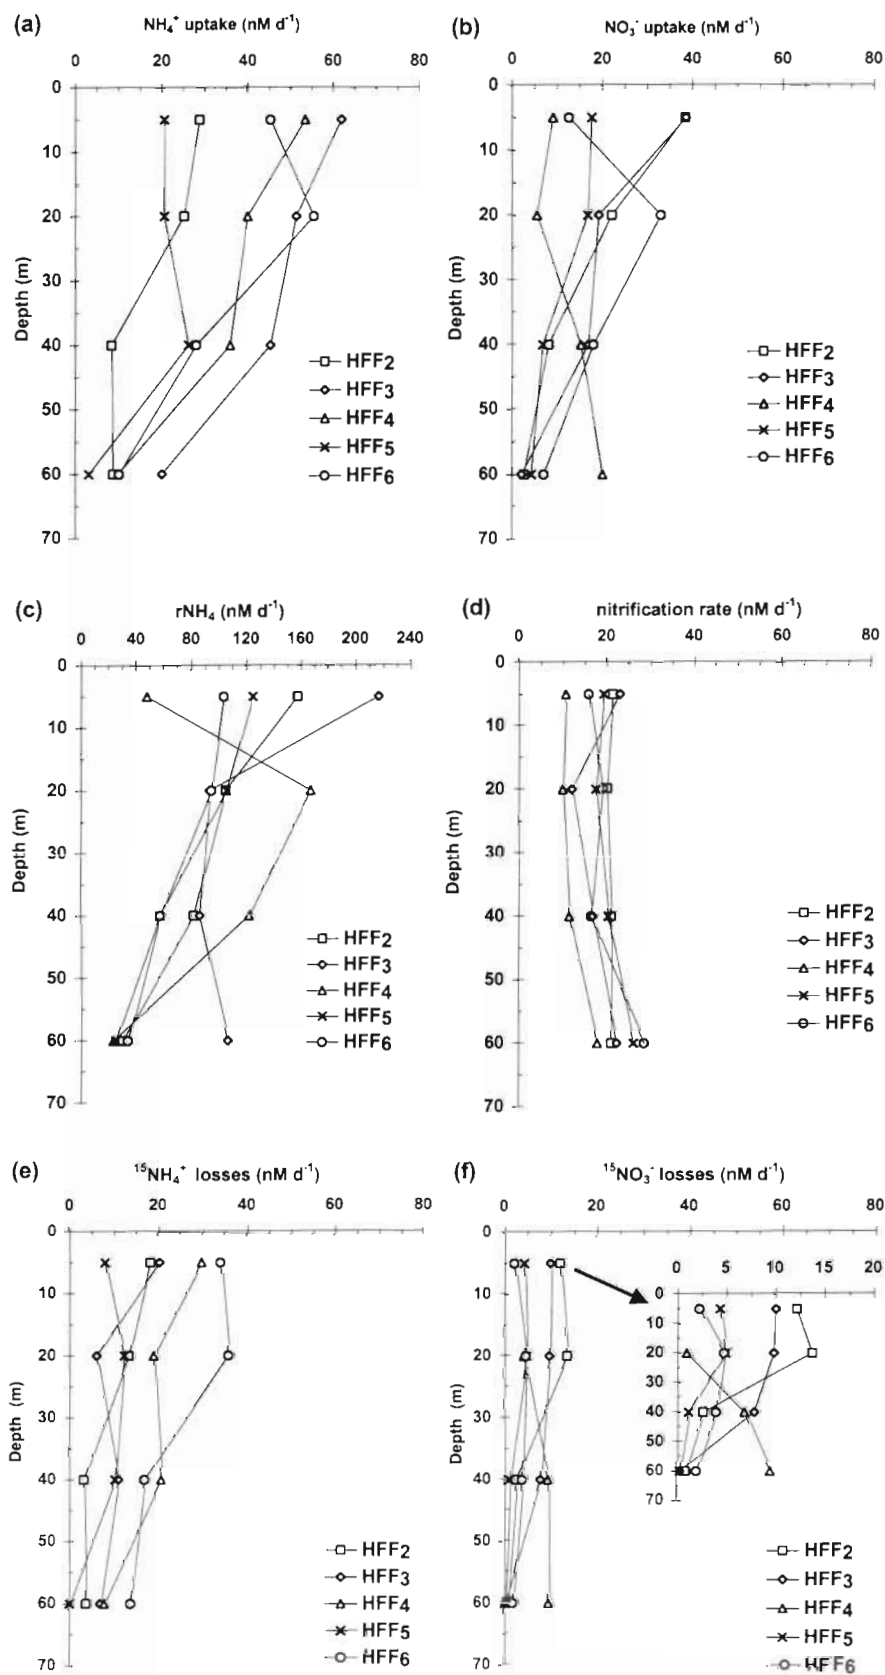 (a) NH₄⁺ uptake (nM d⁻¹)
0 20 40 60 80
0
10
20
30
40
50
60
70
Depth (m)
HFF2
HFF3
HFF4
HFF5
HFF6
(b) NO₃⁻ uptake (nM d⁻¹)
0 20 40 60 80
0
10
20
30
40
50
60
70
Depth (m)
HFF2
HFF3
HFF4
HFF5
HFF6
(c) rNH₄ (nM d⁻¹)
0 40 80 120 160 200 240
0
10
20
30
40
50
60
70
Depth (m)
HFF2
HFF3
HFF4
HFF5
HFF6
(d) nitrification rate (nM d⁻¹)
0 20 40 60 80
0
10
20
30
40
50
60
70
Depth (m)
HFF2
HFF3
HFF4
HFF5
HFF6
(e) ¹⁵NH₄⁺ losses (nM d⁻¹)
0 20 40 60 80
0
10
20
30
40
50
60
70
Depth (m)
HFF2
HFF3
HFF4
HFF5
HFF6
(f) ¹⁵NO₃⁻ losses (nM d⁻¹)
0 20 40 60 80
0
10
20
30
40
50
60
70
Depth (m)
0 5 10 15 20
0
10
20
30
40
50
60
70
HFF2
HFF3
HFF4
HFF5
HFF6